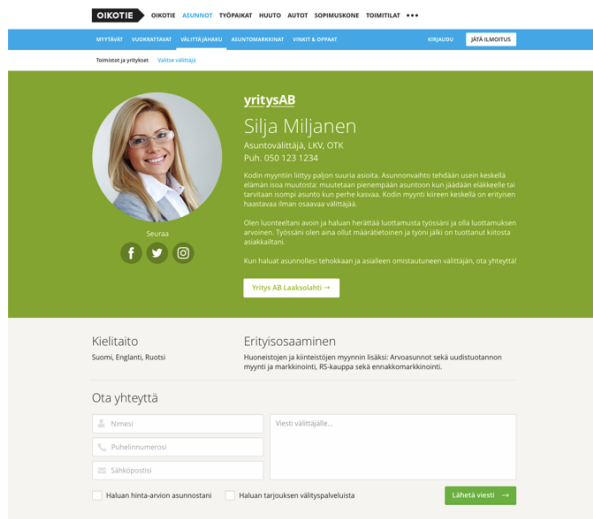 OIKOTIE OIKOTIE ASUNNOT TYÖPAIKAT HUUTO AUTOT SOPIMUSKONE TOIMITILAT •••
MYYTÄVÄT VUOKRATTAVAT VÄLITTÄJÄHAKU ASUNTOMARKKINAT VINKIT & OPPAAT KIRJAUDU JÄTÄ ILMOITUS
Toimistot ja yritykset Valitse välittäjä
yritysAB
Silja Miljanen
Asuntovälittäjä, LKV, OTK
Puh. 050 123 1234
Kodin myyntiin liittyy paljon suuria asioita. Asunnonvaihto tehdään usein keskellä
elämän isoa muutosta: muutetaan pienempään asuntoon kun jäädään eläkkeelle tai
tarvitaan isompi asunto kun perhe kasvaa. Kodin myynti kiireen keskellä on erityisen
haastavaa ilman osaavaa välittäjää.
Olen luonteeltani avoin ja haluan herättää luottamusta työssäni ja olla luottamuksen
arvoinen. Työssäni olen aina ollut määrätietoinen ja työni jälki on tuottanut kiitosta
asiakkailtani.
Kun haluat asunnollesi tehokkaan ja asialleen omistautuneen välittäjän, ota yhteyttä!
Seuraa
Yritys AB Laaksolahti →
Kielitaito
Suomi, Englanti, Ruotsi
Erityisosaaminen
Huoneistojen ja kiinteistöjen myynnin lisäksi: Arvoasunnot sekä uudistuotannon
myynti ja markkinointi, RS-kauppa sekä ennakkomarkkinointi.
Ota yhteyttä
Nimesi
Puhelinnumerosi
Sähköpostisi
Viesti välittäjälle...
Haluan hinta-arvion asunnostani Haluan tarjouksen välityspalveluista
Lähetä viesti →